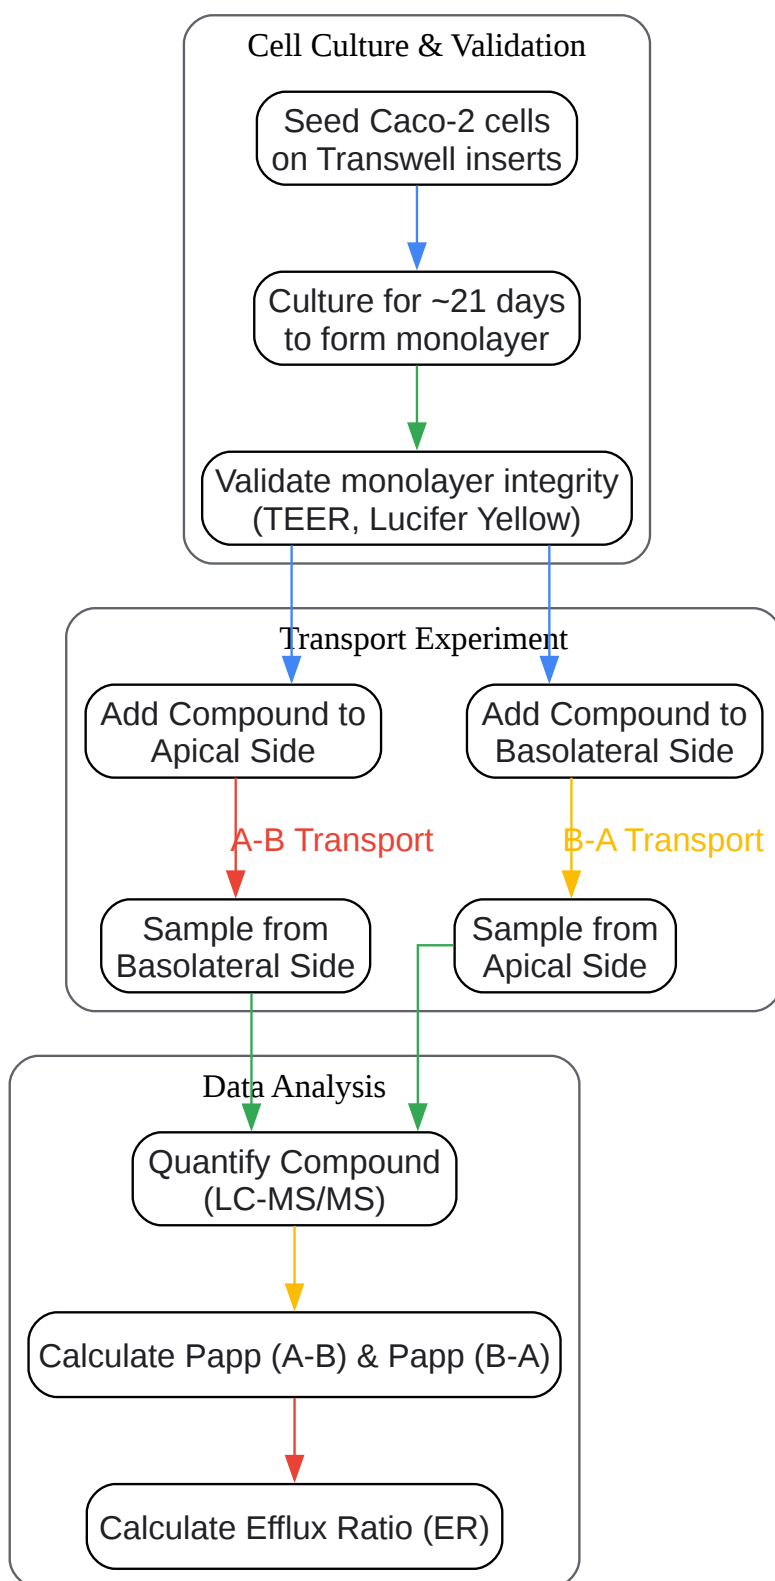 Cell Culture & Validation
Seed Caco-2 cells
on Transwell inserts
Culture for ~21 days
to form monolayer
Validate monolayer integrity
(TEER, Lucifer Yellow)
Transport Experiment
Add Compound to
Apical Side
Add Compound to
Basolateral Side
A-B Transport
B-A Transport
Sample from
Basolateral Side
Sample from
Apical Side
Data Analysis
Quantify Compound
(LC-MS/MS)
Calculate Papp (A-B) & Papp (B-A)
Calculate Efflux Ratio (ER)